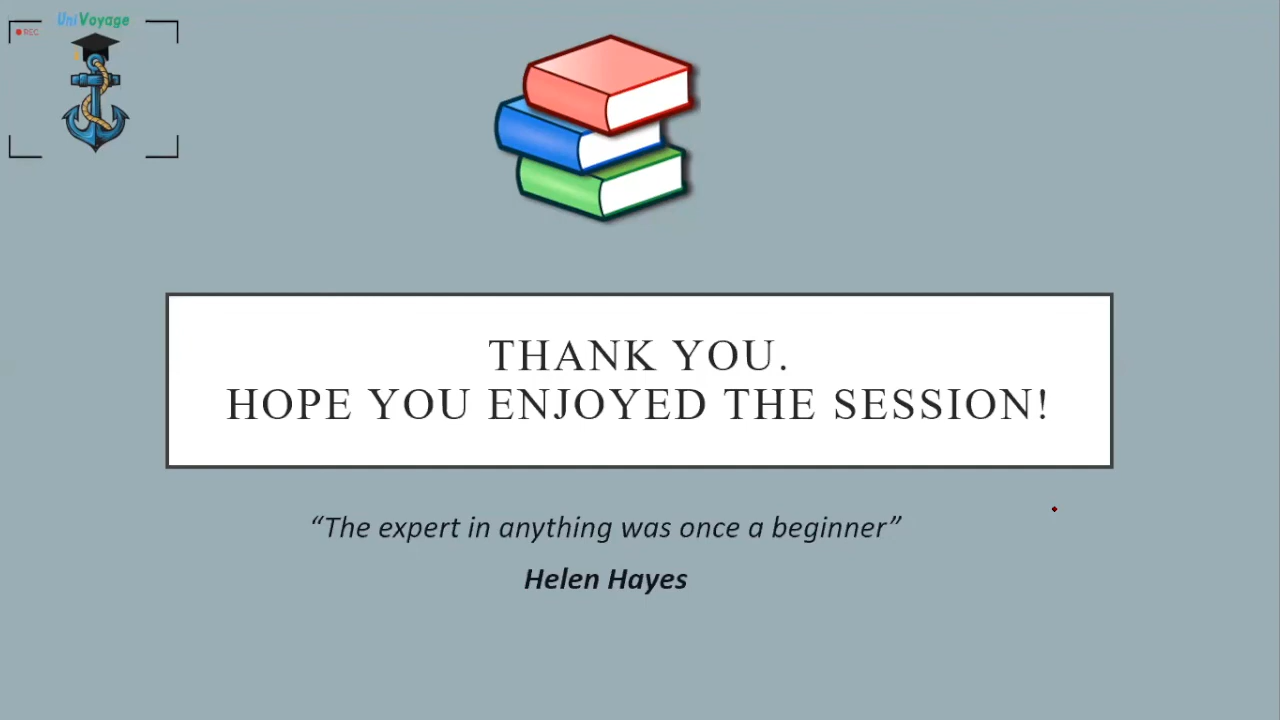 UniVoyage
REC
THANK YOU.
HOPE YOU ENJOYED THE SESSION!
“The expert in anything was once a beginner”
Helen Hayes